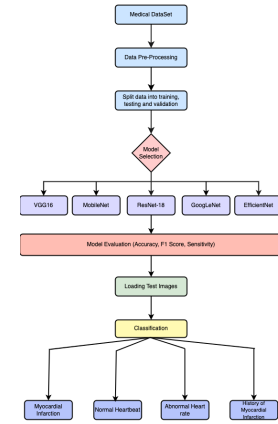 Medical DataSet
Data Pre-Processing
Split data into training,
testing and validation
Model
Selection
VGG16
MobileNet
ResNet-18
GoogLeNet
EfficientNet
Model Evaluation (Accuracy, F1 Score, Sensitivity)
Loading Test Images
Classification
Myocardial
Infarction
Normal Heartbeat
Abnormal Heart
rate
History of
Myocardial
Infarction